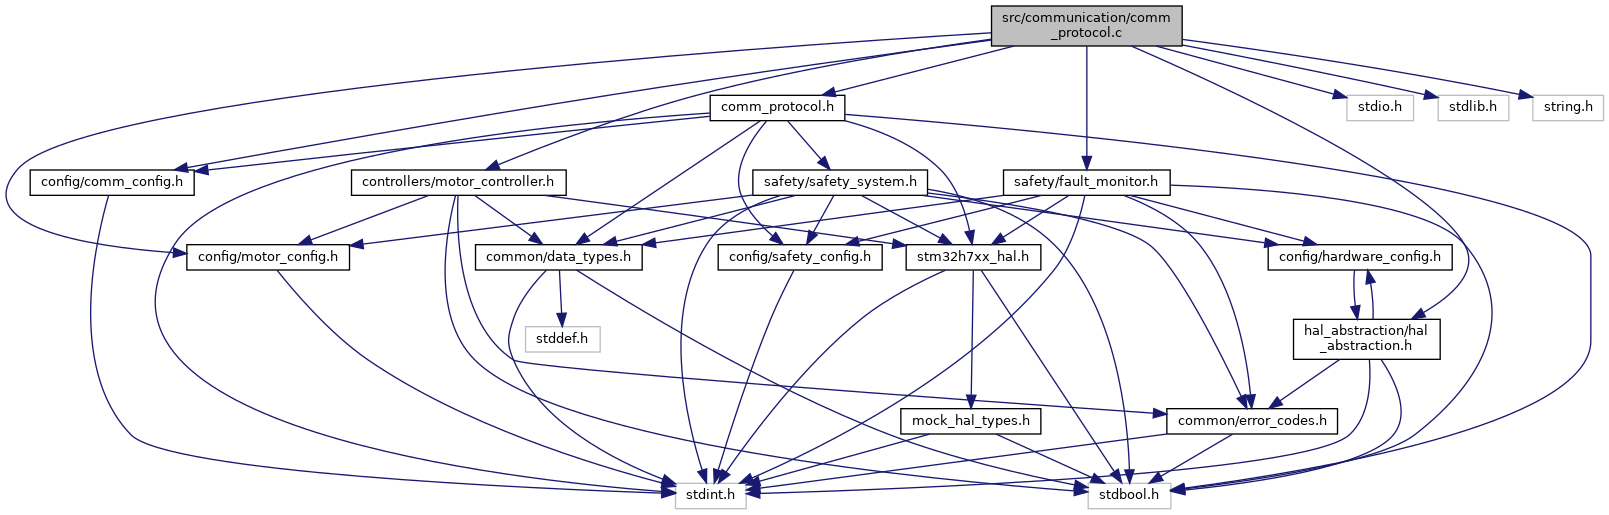 src/communication/comm
_protocol.c
comm_protocol.h
stdio.h
stdlib.h
string.h
config/comm_config.h
controllers/motor_controller.h
safety/safety_system.h
safety/fault_monitor.h
config/motor_config.h
common/data_types.h
config/safety_config.h
stm32h7xx_hal.h
config/hardware_config.h
stddef.h
hal_abstraction/hal
_abstraction.h
mock_hal_types.h
common/error_codes.h
stdint.h
stdbool.h